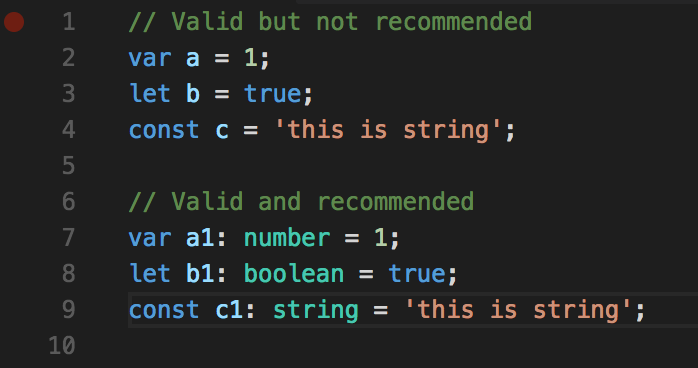 1 // Valid but not recommended
2 var a = 1;
3 let b = true;
4 const c = 'this is string';
5
6 // Valid and recommended
7 var a1: number = 1;
8 let b1: boolean = true;
9 const c1: string = 'this is string';
10